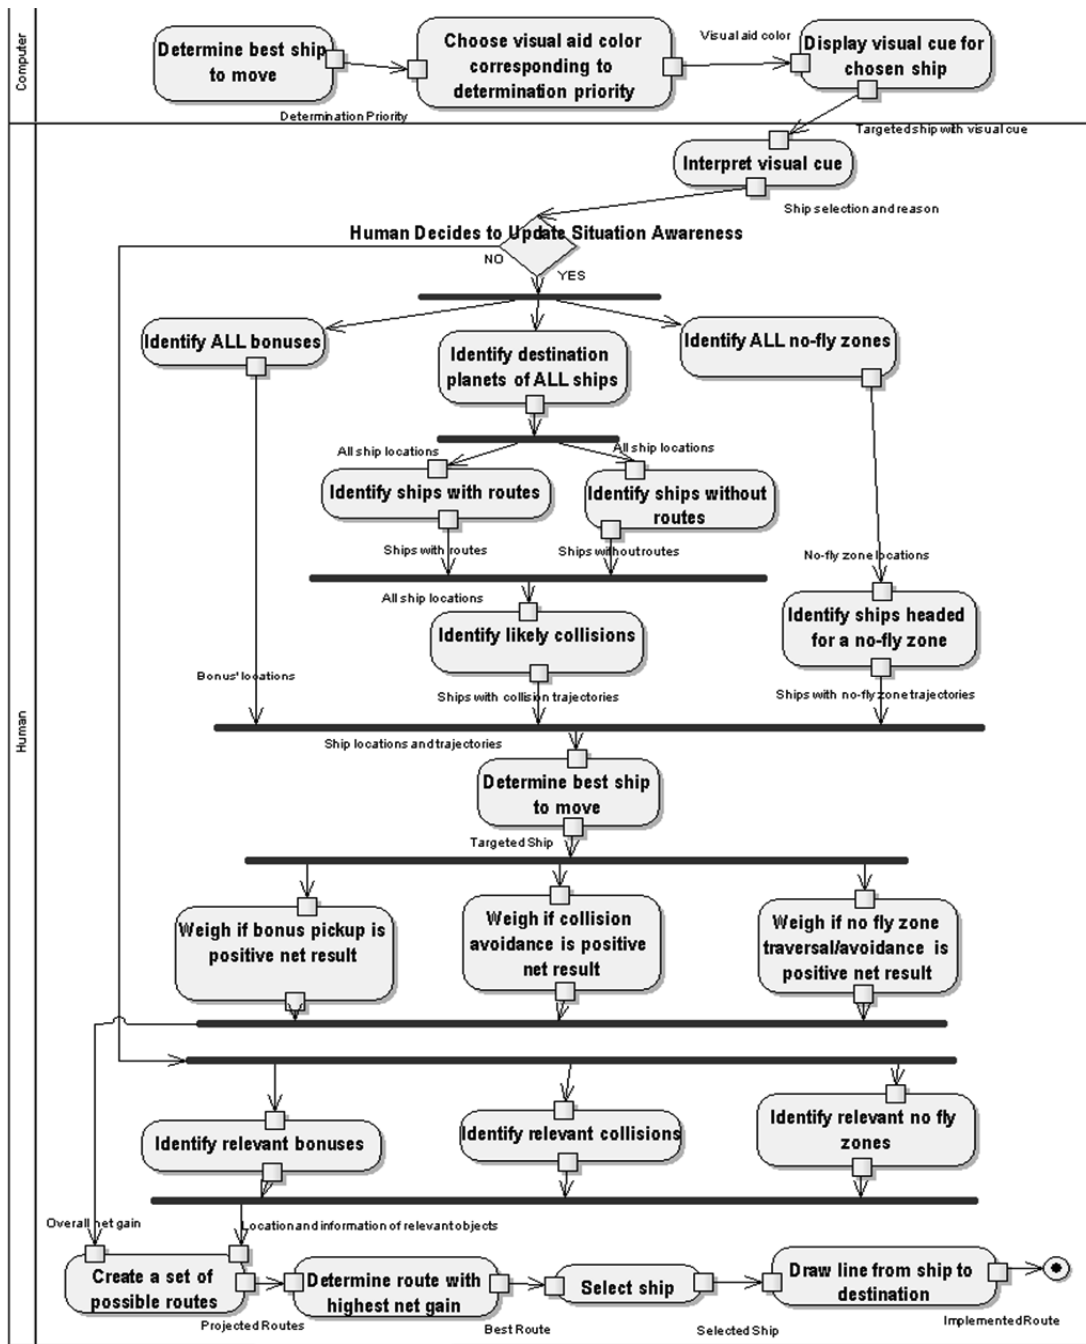 Computer
Determine best ship
to move
Choose visual aid color
corresponding to
determination priority
Visual aid color
Display visual cue for
chosen ship
Determination Priority
Targeted ship with visual cue
Human
Interpret visual cue
Ship selection and reason
Human Decides to Update Situation Awareness
NO
YES
Identify ALL bonuses
Identify destination
planets of ALL ships
Identify ALL no-fly zones
All ship locations
All ship locations
Identify ships with routes
Identify ships without
routes
Ships with routes
Ships without routes
No-fly zone locations
All ship locations
Identify likely collisions
Identify ships headed
for a no-fly zone
Bonus' locations
Ships with collision trajectories
Ships with no-fly zone trajectories
Ship locations and trajectories
Determine best ship
to move
Targeted Ship
Weigh if bonus pickup is
positive net result
Weigh if collision
avoidance is positive
net result
Weigh if no fly zone
traversal/avoidance is
positive net result
Identify relevant bonuses
Identify relevant collisions
Identify relevant no fly
zones
Overall net gain
Location and information of relevant objects
Create a set of
possible routes
Determine route with
highest net gain
Select ship
Draw line from ship to
destination
Projected Routes
Best Route
Selected Ship
Implemented Route